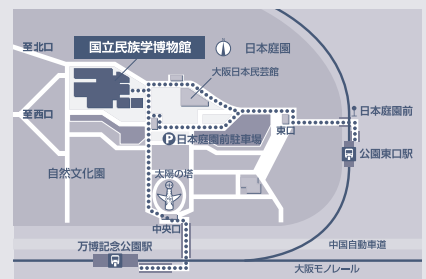 至北口
国立民族学博物館
日本庭園
大阪日本民芸館
日本庭園前
至西口
P日本庭園前駐車場
東口
公園東口駅
自然文化園
太陽の塔
中央口
万博記念公園駅
中国自動車道
大阪モノレール